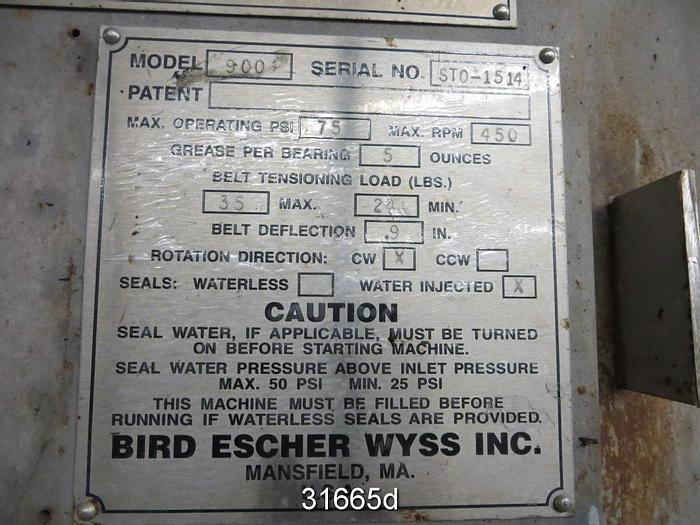 MODEL 900 SERIAL NO. STO-1514
PATENT
MAX. OPERATING PSI 75 MAX. RPM 450
GREASE PER BEARING 5 OUNCES
BELT TENSIONING LOAD (LBS.)
35 MAX. MIN.
BELT DEFLECTION .9 IN.
ROTATION DIRECTION: CW X CCW
SEALS: WATERLESS WATER INJECTED X
CAUTION
SEAL WATER, IF APPLICABLE, MUST BE TURNED
ON BEFORE STARTING MACHINE.
SEAL WATER PRESSURE ABOVE INLET PRESSURE
MAX. 50 PSI MIN. 25 PSI
THIS MACHINE MUST BE FILLED BEFORE
RUNNING IF WATERLESS SEALS ARE PROVIDED.
BIRD ESCHER WYSS INC.
MANSFIELD, MA.
31665d